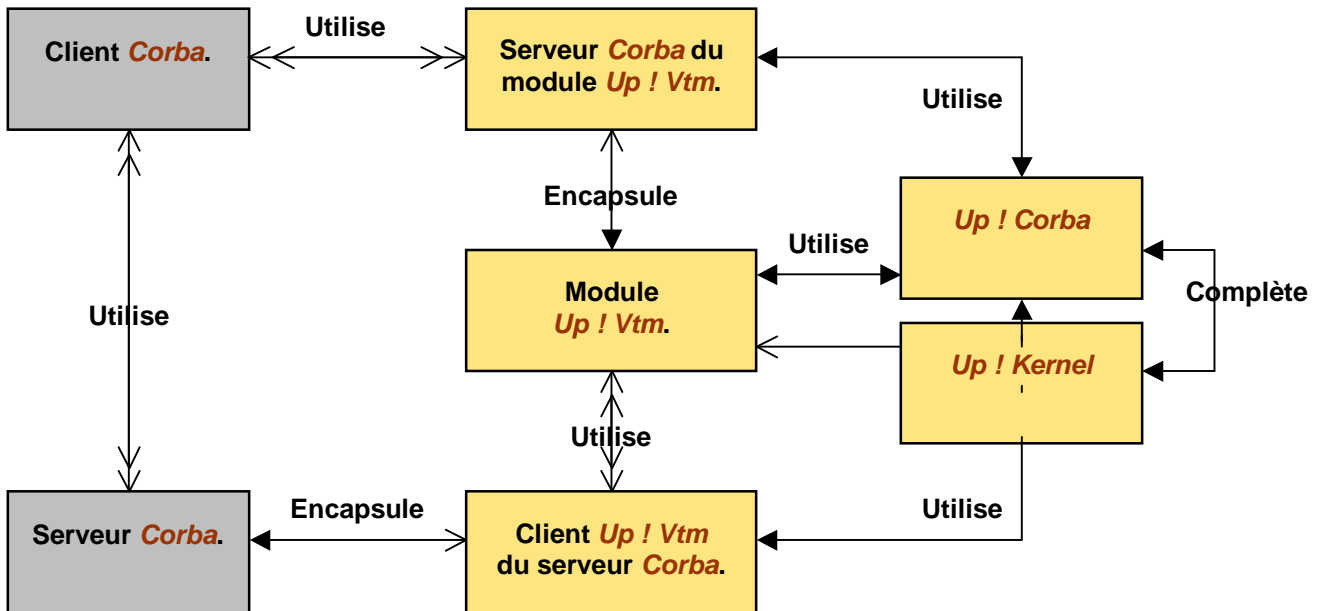 Client Corba.
Utilise
Serveur Corba du
module Up ! Vtm.
Utilise
Encapsule
Up ! Corba
Utilise
Module
Up ! Vtm.
Complète
Utilise
Up ! Kernel
Utilise
Serveur Corba.
Encapsule
Client Up ! Vtm
du serveur Corba.
Utilise